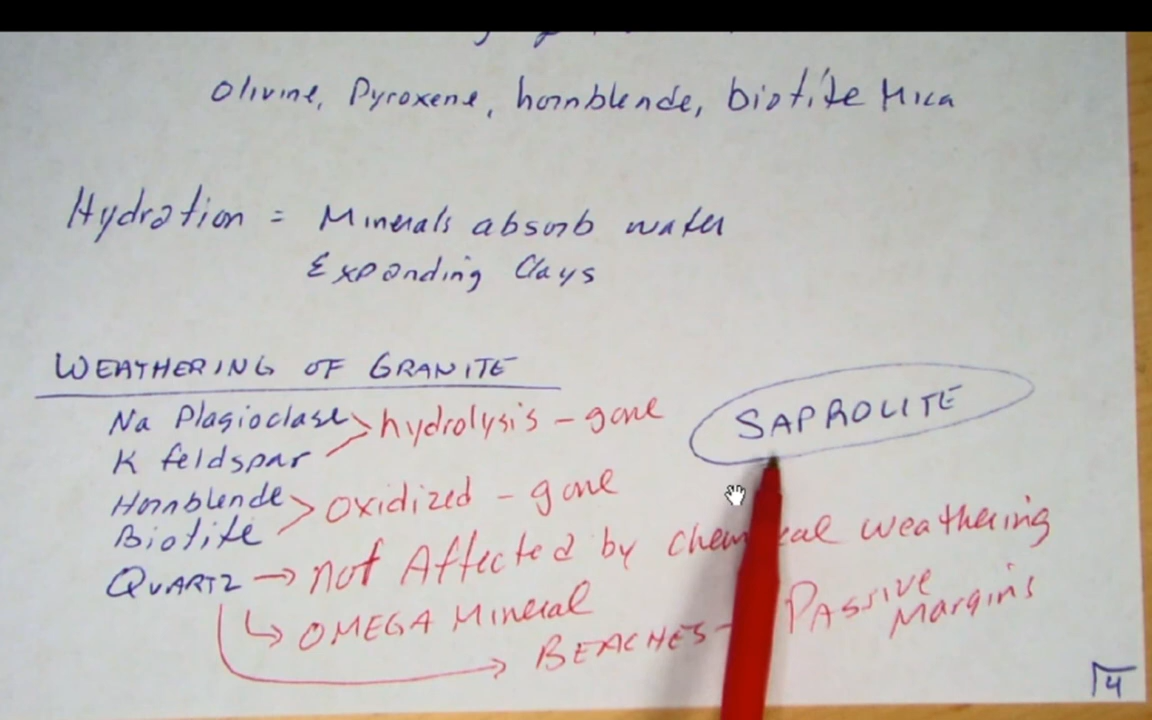 Olivine, Pyroxene, hornblende, biotite Mica
Hydration = Minerals absorb water
Expanding Clays
WEATHERING OF GRANITE
Na Plagioclase > hydrolysis - gone
K feldspar
SAPROLITE
Hornblende > oxidized - gone
Biotite
QUARTZ → not Affected by chemical weathering
↳ OMEGA Mineral
→ BEACHES - PASSIVE Margins
4